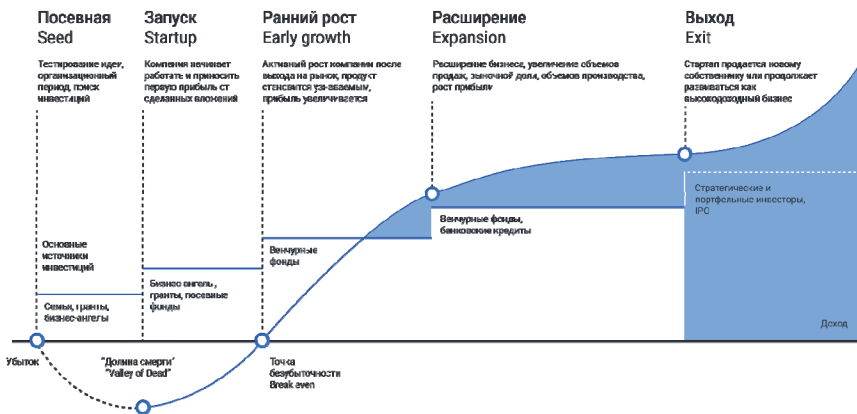 Посевная
Seed
Тестирование идеи,
организационный
период, поиск
инвестиций
Запуск
Startup
Компания начинает
работать и приносить
первую прибыль от
сделанных вложений
Ранний рост
Early growth
Активный рост компании после
выхода на рынок, продукт
становится узнаваемым,
прибыль увеличивается
Расширение
Expansion
Расширение бизнеса, увеличение объемов
продаж, рыночной доли, объемов производства,
рост прибыли
Выход
Exit
Стартап продается новому
собственнику или продолжает
развиваться как
высокодоходный бизнес
Основные
источники
инвестиций
Семья, гранты,
бизнес-ангелы
Бизнес ангелы,
гранты, посевные
фонды
Венчурные
фонды
Венчурные фонды,
банковские кредиты
Стратегические и
портфельные инвесторы,
IPO
Доход
Убыток
"Долина смерти"
"Valley of Dead"
Точка
безубыточности
Break even